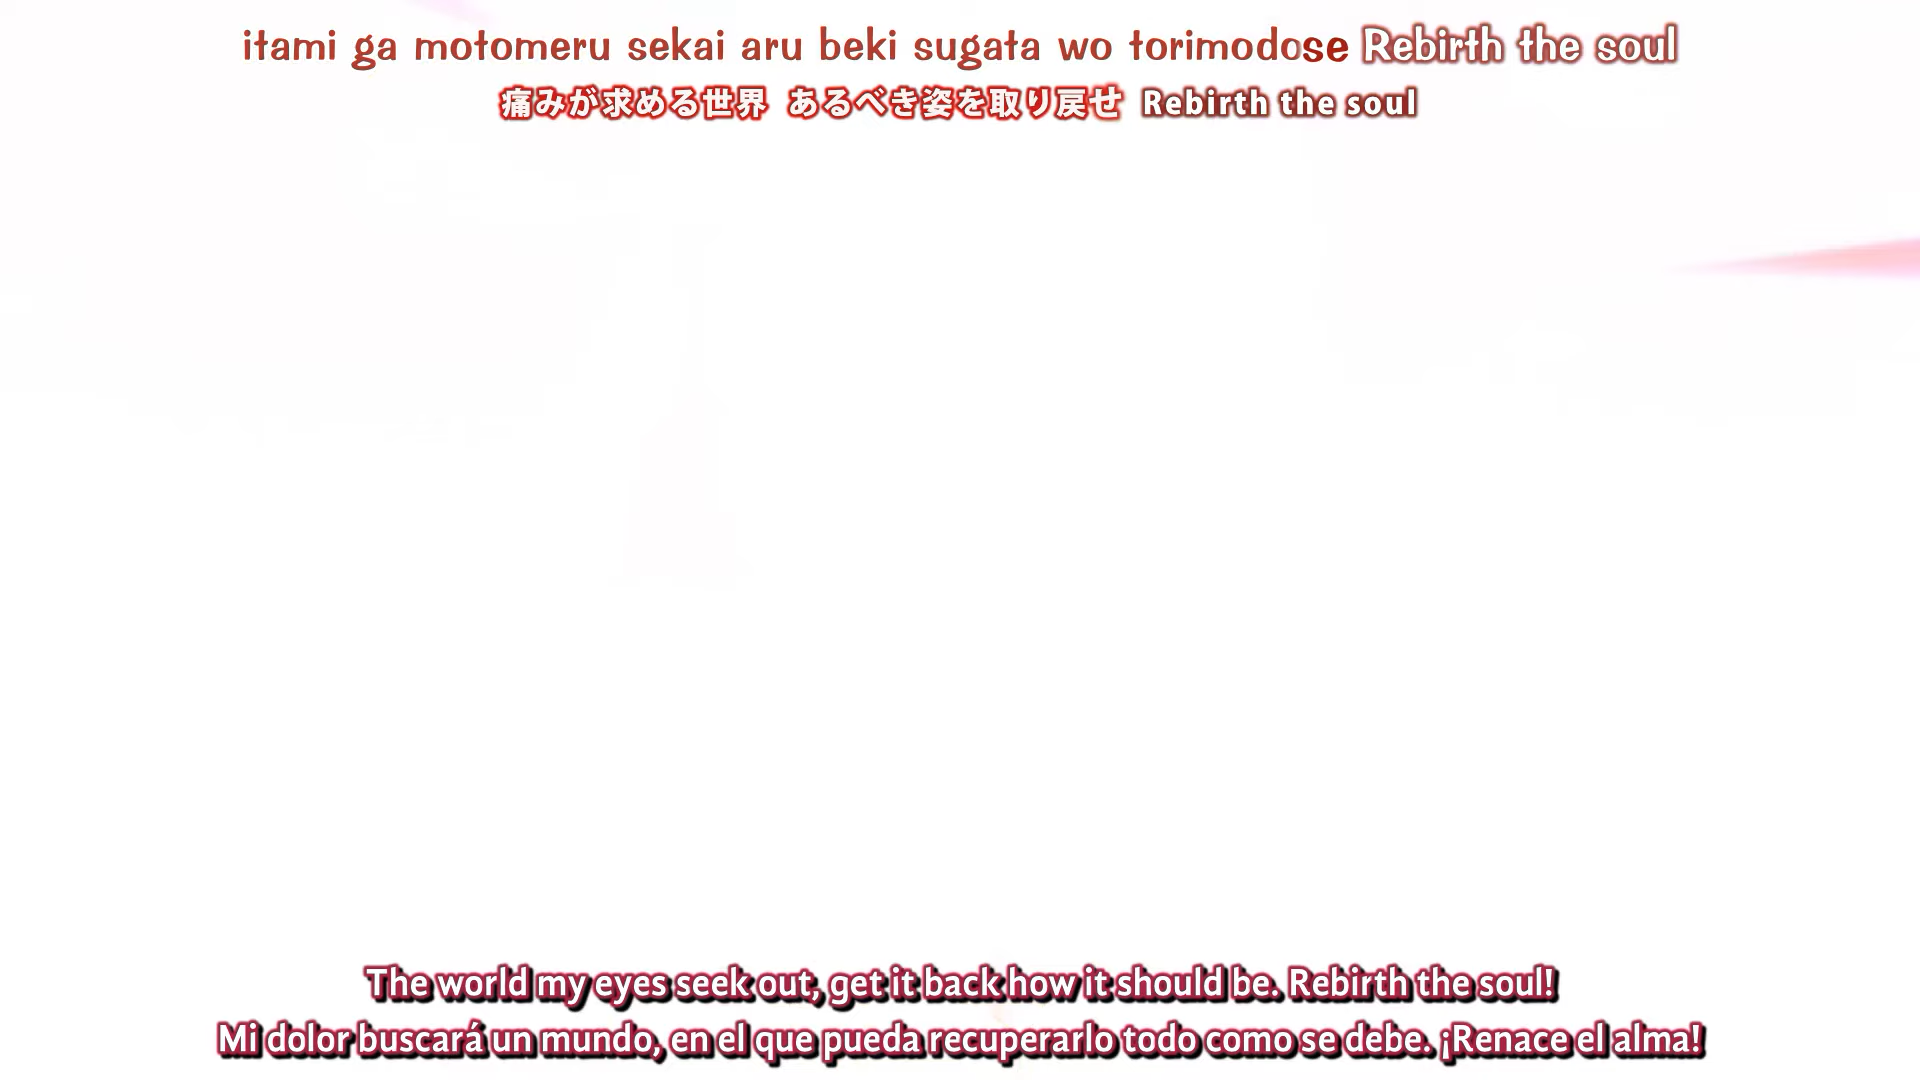 itami ga motomeru sekai aru beki sugata wo torimodose Rebirth the soul
痛みが求める世界 あるべき姿を取り戻せ Rebirth the soul
The world my eyes seek out, get it back how it should be. Rebirth the soul!
Mi dolor buscará un mundo, en el que pueda recuperarlo todo como se debe. ¡Renace el alma!